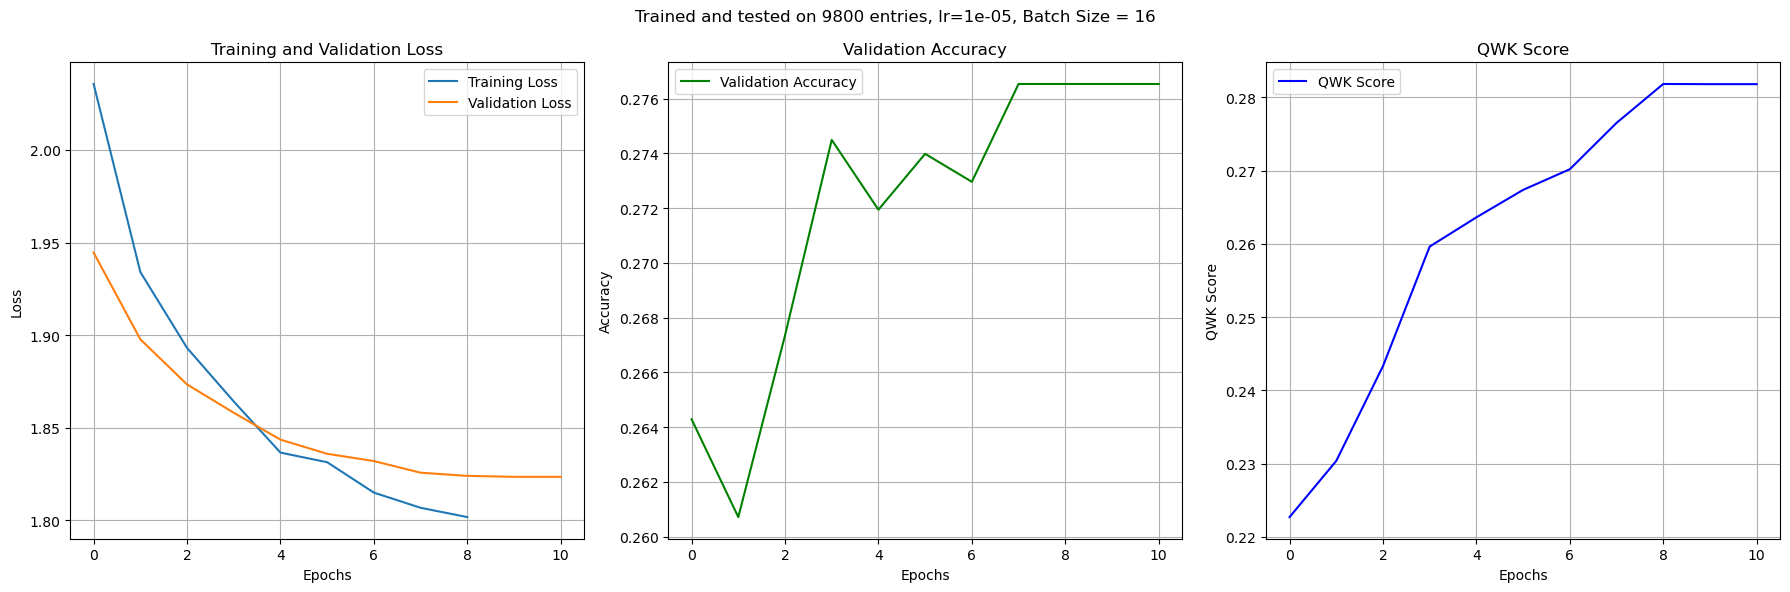 Trained and tested on 9800 entries, lr=1e-05, Batch Size = 16
Training and Validation Loss
Training Loss
Validation Loss
2.00
1.95
1.90
1.85
1.80
Loss
0 2 4 6 8 10
Epochs
Validation Accuracy
Validation Accuracy
0.276
0.274
0.272
0.270
0.268
0.266
0.264
0.262
0.260
Accuracy
0 2 4 6 8 10
Epochs
QWK Score
QWK Score
0.28
0.27
0.26
0.25
0.24
0.23
0.22
QWK Score
0 2 4 6 8 10
Epochs